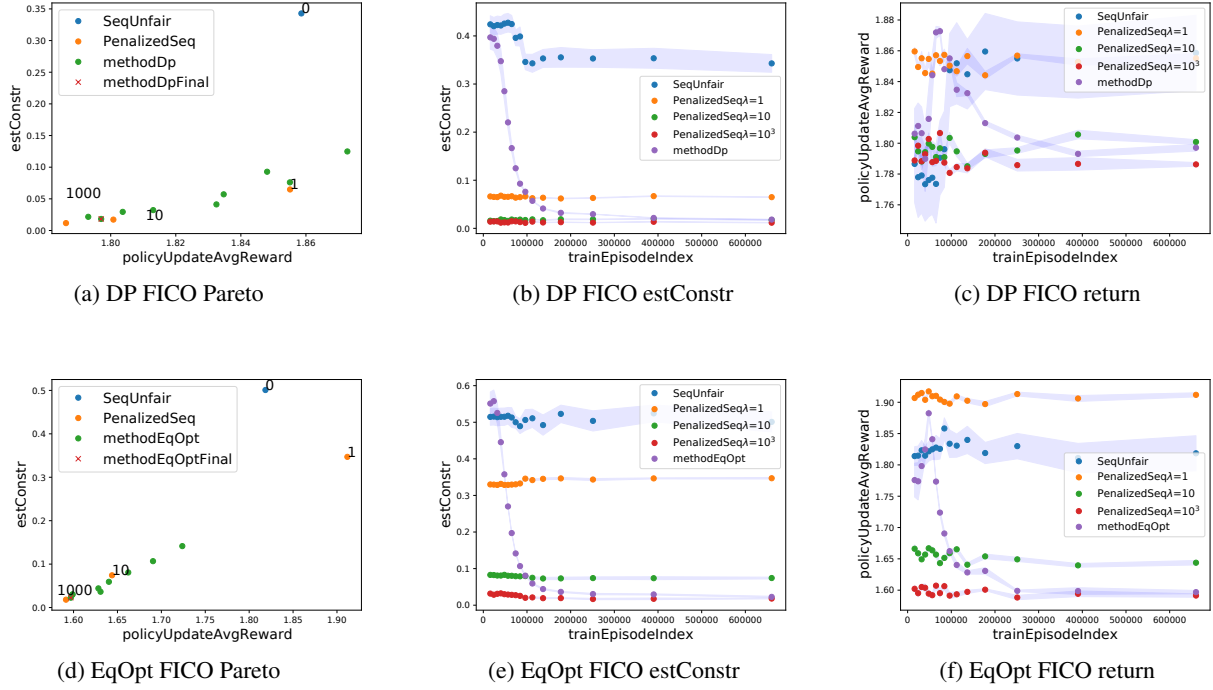 estConstr
0.35
0.30
0.25
0.20
0.15
0.10
0.05
0.00
1.80
1.82
1.84
1.86
policyUpdateAvgReward
SeqUnfair
PenalizedSeq
methodDp
methodDpFinal
0
1
10
1000
(a) DP FICO Pareto
estConstr
0.4
0.3
0.2
0.1
0.0
0
100000
200000
300000
400000
500000
600000
trainEpisodeIndex
SeqUnfair
PenalizedSeqλ=1
PenalizedSeqλ=10
PenalizedSeqλ=10³
methodDp
(b) DP FICO estConstr
policyUpdateAvgReward
1.88
1.86
1.84
1.82
1.80
1.78
1.76
0
100000
200000
300000
400000
500000
600000
trainEpisodeIndex
SeqUnfair
PenalizedSeqλ=1
PenalizedSeqλ=10
PenalizedSeqλ=10³
methodDp
(c) DP FICO return
estConstr
0.5
0.4
0.3
0.2
0.1
0.0
1.60
1.65
1.70
1.75
1.80
1.85
1.90
policyUpdateAvgReward
SeqUnfair
PenalizedSeq
methodEqOpt
methodEqOptFinal
0
1
10
1000
(d) EqOpt FICO Pareto
estConstr
0.6
0.5
0.4
0.3
0.2
0.1
0.0
0
100000
200000
300000
400000
500000
600000
trainEpisodeIndex
SeqUnfair
PenalizedSeqλ=1
PenalizedSeqλ=10
PenalizedSeqλ=10³
methodEqOpt
(e) EqOpt FICO estConstr
policyUpdateAvgReward
1.90
1.85
1.80
1.75
1.70
1.65
1.60
0
100000
200000
300000
400000
500000
600000
trainEpisodeIndex
SeqUnfair
PenalizedSeqλ=1
PenalizedSeqλ=10
PenalizedSeqλ=10³
methodEqOpt
(f) EqOpt FICO return